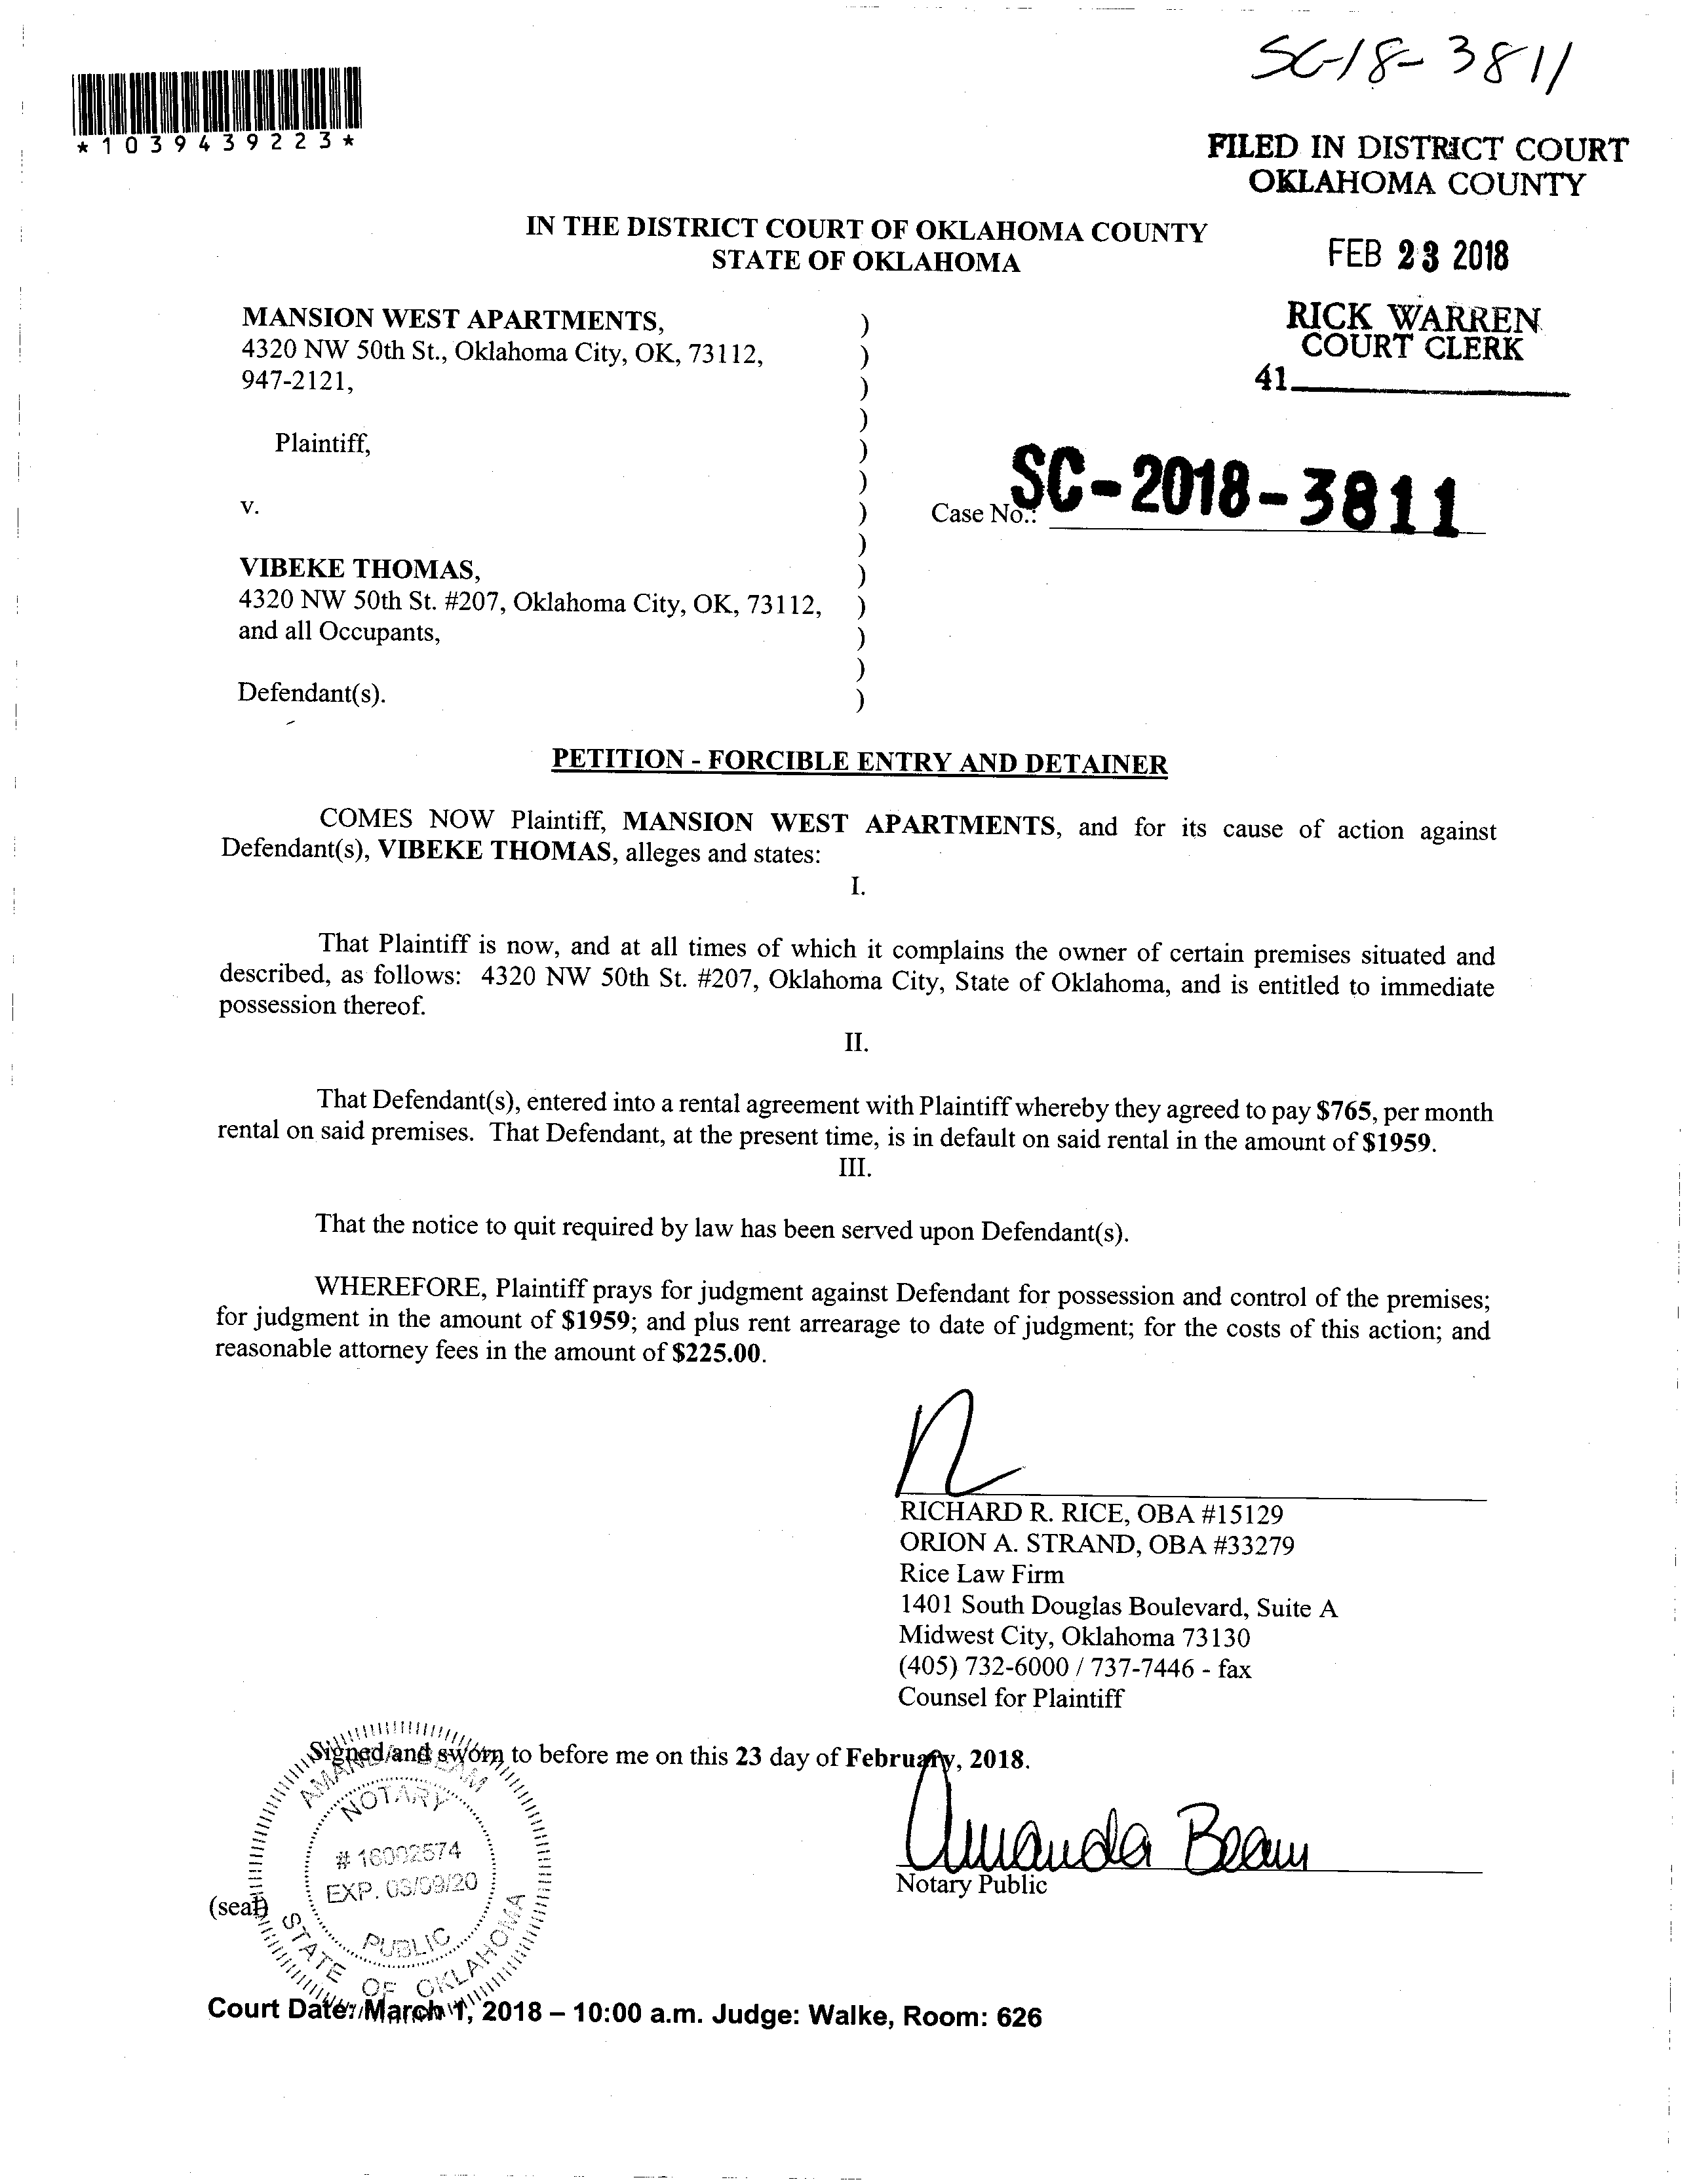 SC-18-3811
*1039439223*
FILED IN DISTRICT COURT
OKLAHOMA COUNTY
IN THE DISTRICT COURT OF OKLAHOMA COUNTY
STATE OF OKLAHOMA
FEB 23 2018
RICK WARREN
COURT CLERK
41
MANSION WEST APARTMENTS, )
4320 NW 50th St., Oklahoma City, OK, 73112, )
947-2121, )
)
Plaintiff, )
)
v. )
)
VIBEKE THOMAS, )
4320 NW 50th St. #207, Oklahoma City, OK, 73112, )
and all Occupants, )
)
Defendant(s). )
Case No.: SC-2018-3811
PETITION - FORCIBLE ENTRY AND DETAINER
COMES NOW Plaintiff, MANSION WEST APARTMENTS, and for its cause of action against
Defendant(s), VIBEKE THOMAS, alleges and states:
I.
That Plaintiff is now, and at all times of which it complains the owner of certain premises situated and
described, as follows: 4320 NW 50th St. #207, Oklahoma City, State of Oklahoma, and is entitled to immediate
possession thereof.
II.
That Defendant(s), entered into a rental agreement with Plaintiff whereby they agreed to pay $765, per month
rental on said premises. That Defendant, at the present time, is in default on said rental in the amount of $1959.
III.
That the notice to quit required by law has been served upon Defendant(s).
WHEREFORE, Plaintiff prays for judgment against Defendant for possession and control of the premises;
for judgment in the amount of $1959; and plus rent arrearage to date of judgment; for the costs of this action; and
reasonable attorney fees in the amount of $225.00.
RICHARD R. RICE, OBA #15129
ORION A. STRAND, OBA #33279
Rice Law Firm
1401 South Douglas Boulevard, Suite A
Midwest City, Oklahoma 73130
(405) 732-6000 / 737-7446 - fax
Counsel for Plaintiff
Signed and sworn to before me on this 23 day of February, 2018.
AMANDA BEAM
NOTARY
# 16002574
EXP. 03/09/20
PUBLIC
STATE OF OKLAHOMA
Amanda Beam
Notary Public
(seal)
Court Date: March 1, 2018 – 10:00 a.m. Judge: Walke, Room: 626